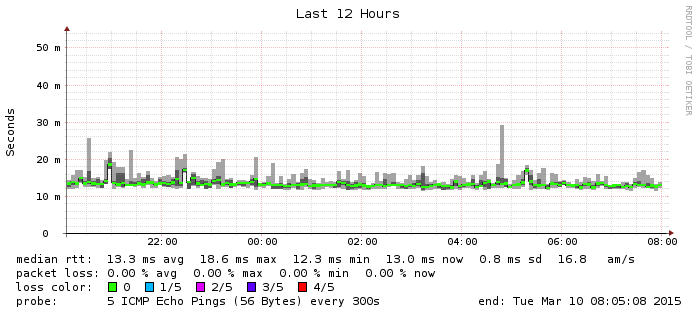 Last 12 Hours
RRDTOOL / TOBI OETIKER
Seconds
50 m
40 m
30 m
20 m
10 m
0
22:00 00:00 02:00 04:00 06:00 08:00
median rtt: 13.3 ms avg 18.6 ms max 12.3 ms min 13.0 ms now 0.8 ms sd 16.8 am/s
packet loss: 0.00 % avg 0.00 % max 0.00 % min 0.00 % now
loss color: 0 1/5 2/5 3/5 4/5
probe: 5 ICMP Echo Pings (56 Bytes) every 300s end: Tue Mar 10 08:05:08 2015